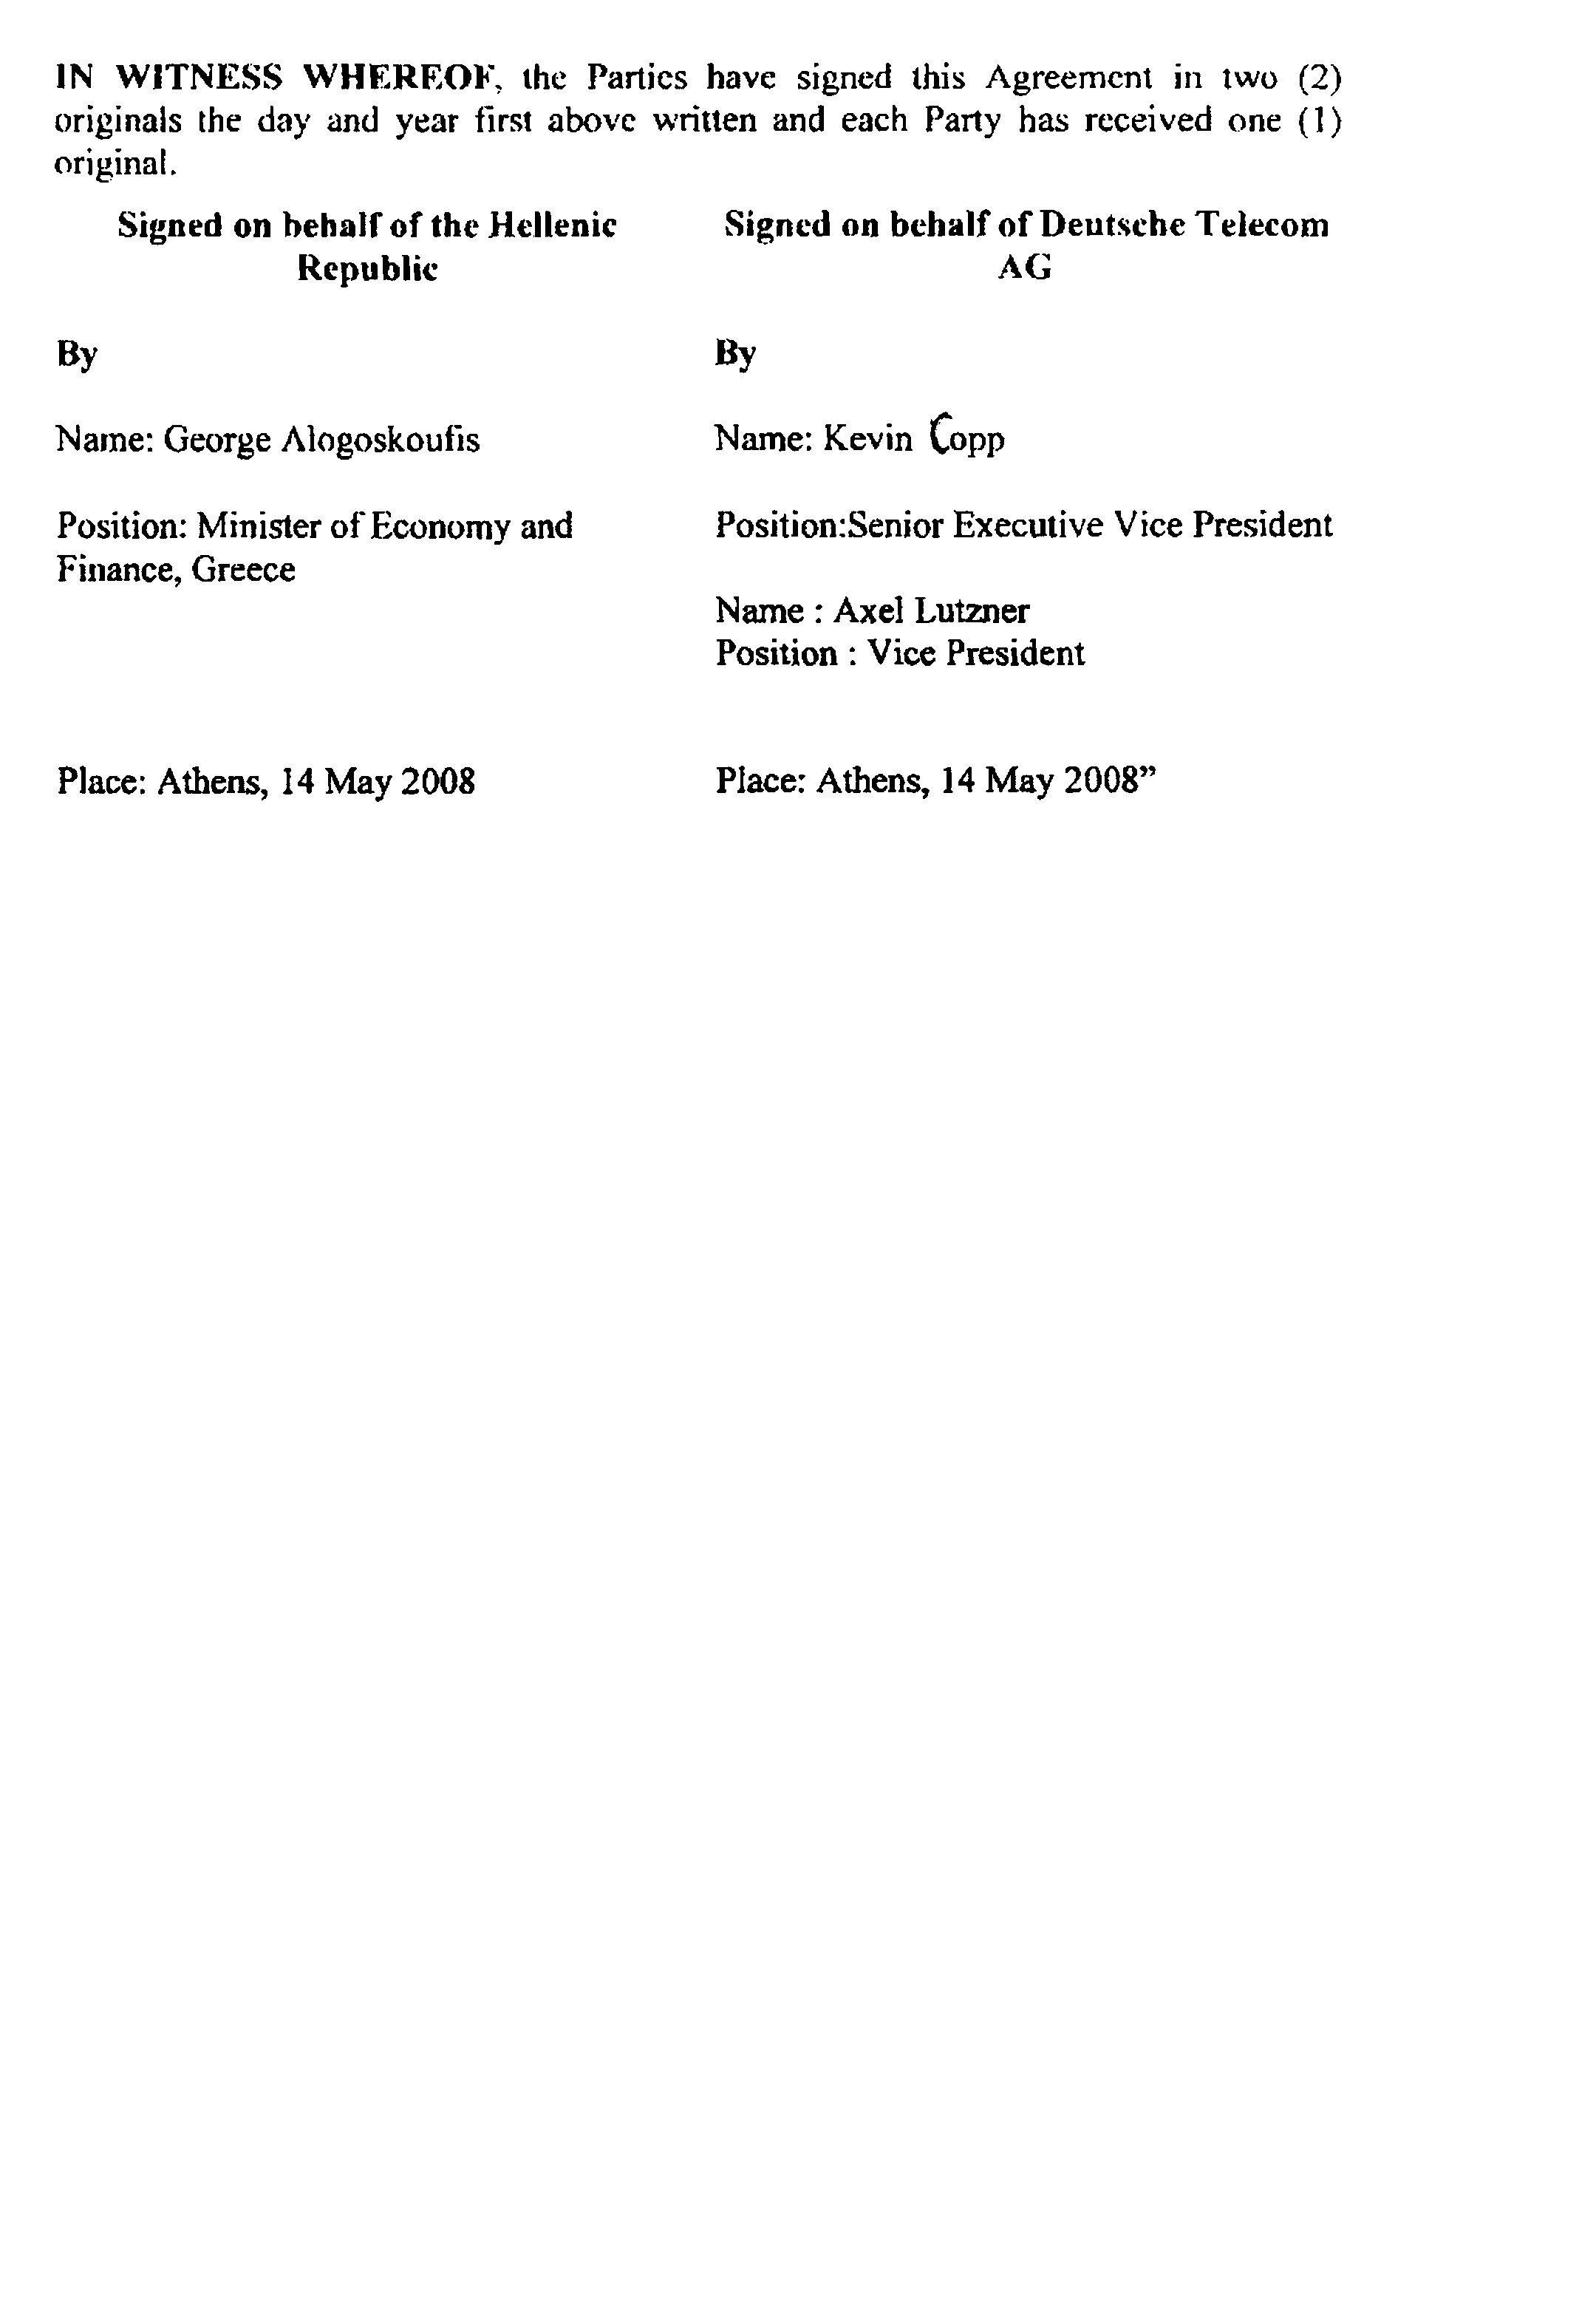 IN WITNESS WHEREOF, the Parties have signed this Agreement in two (2)
originals the day and year first above written and each Party has received one (1)
original.
Signed on behalf of the Hellenic
Republic
By
Name: George Alogoskoufis
Position: Minister of Economy and
Finance, Greece
Place: Athens, 14 May 2008
Signed on behalf of Deutsche Telecom
AG
By
Name: Kevin Copp
Position:Senior Executive Vice President
Name : Axel Lutzner
Position : Vice President
Place: Athens, 14 May 2008”